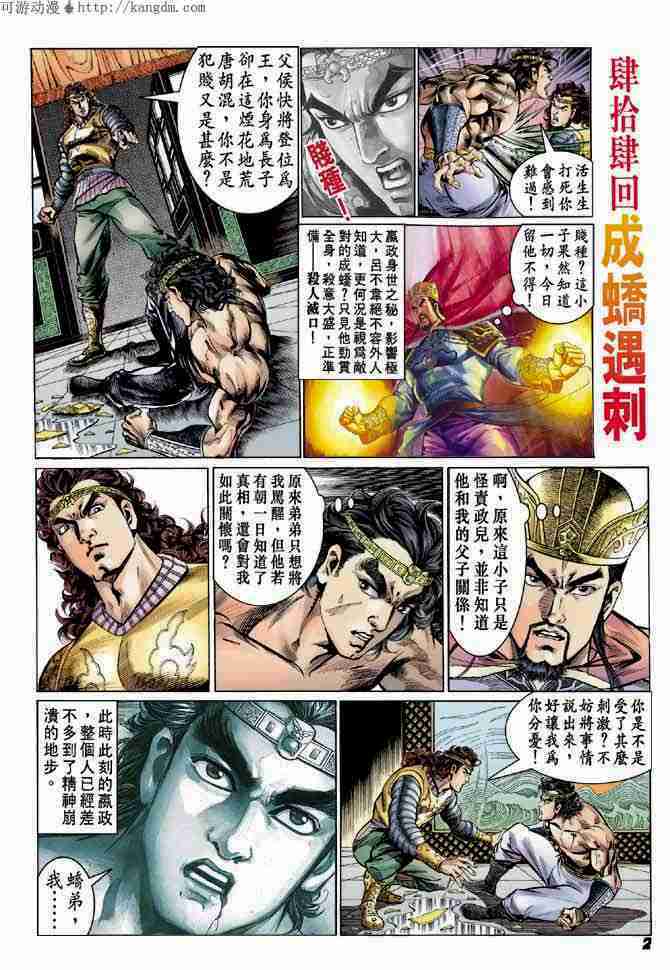 可游动漫 http://kangdm.com
肆拾肆回
成蟜遇刺
活生生
打死你
會感到
難過！
賤種！
父侯快將登位爲
王，你身爲長子
卻在這煙花地荒
唐胡混，你不是
犯賤又是甚麼？
賤種？這小
子果然知道
一切，今日
留他不得！
嬴政身世之秘，影響極
大，呂不韋絕不容外人
知道，更何況是視爲敵
對的成蟜？只見他勁貫
全身，殺意大盛，正準
備！殺人滅口！
啊，原來這小子只是
怪責政兒，並非知道
他和我的父子關係！
原來弟弟只想將
我駡醒，但他若
有朝一日知道了
真相，還會對我
如此關懷嗎？
你是不是
受了甚麽
刺激？不
妨將事情
說出來，
好讓我爲
你分憂！
此時此刻的嬴政
，整個人已經差
不多到了精神崩
潰的地步。
蟜弟，
我……
2